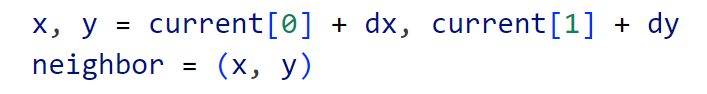 x, y = current[0] + dx, current[1] + dy
neighbor = (x, y)